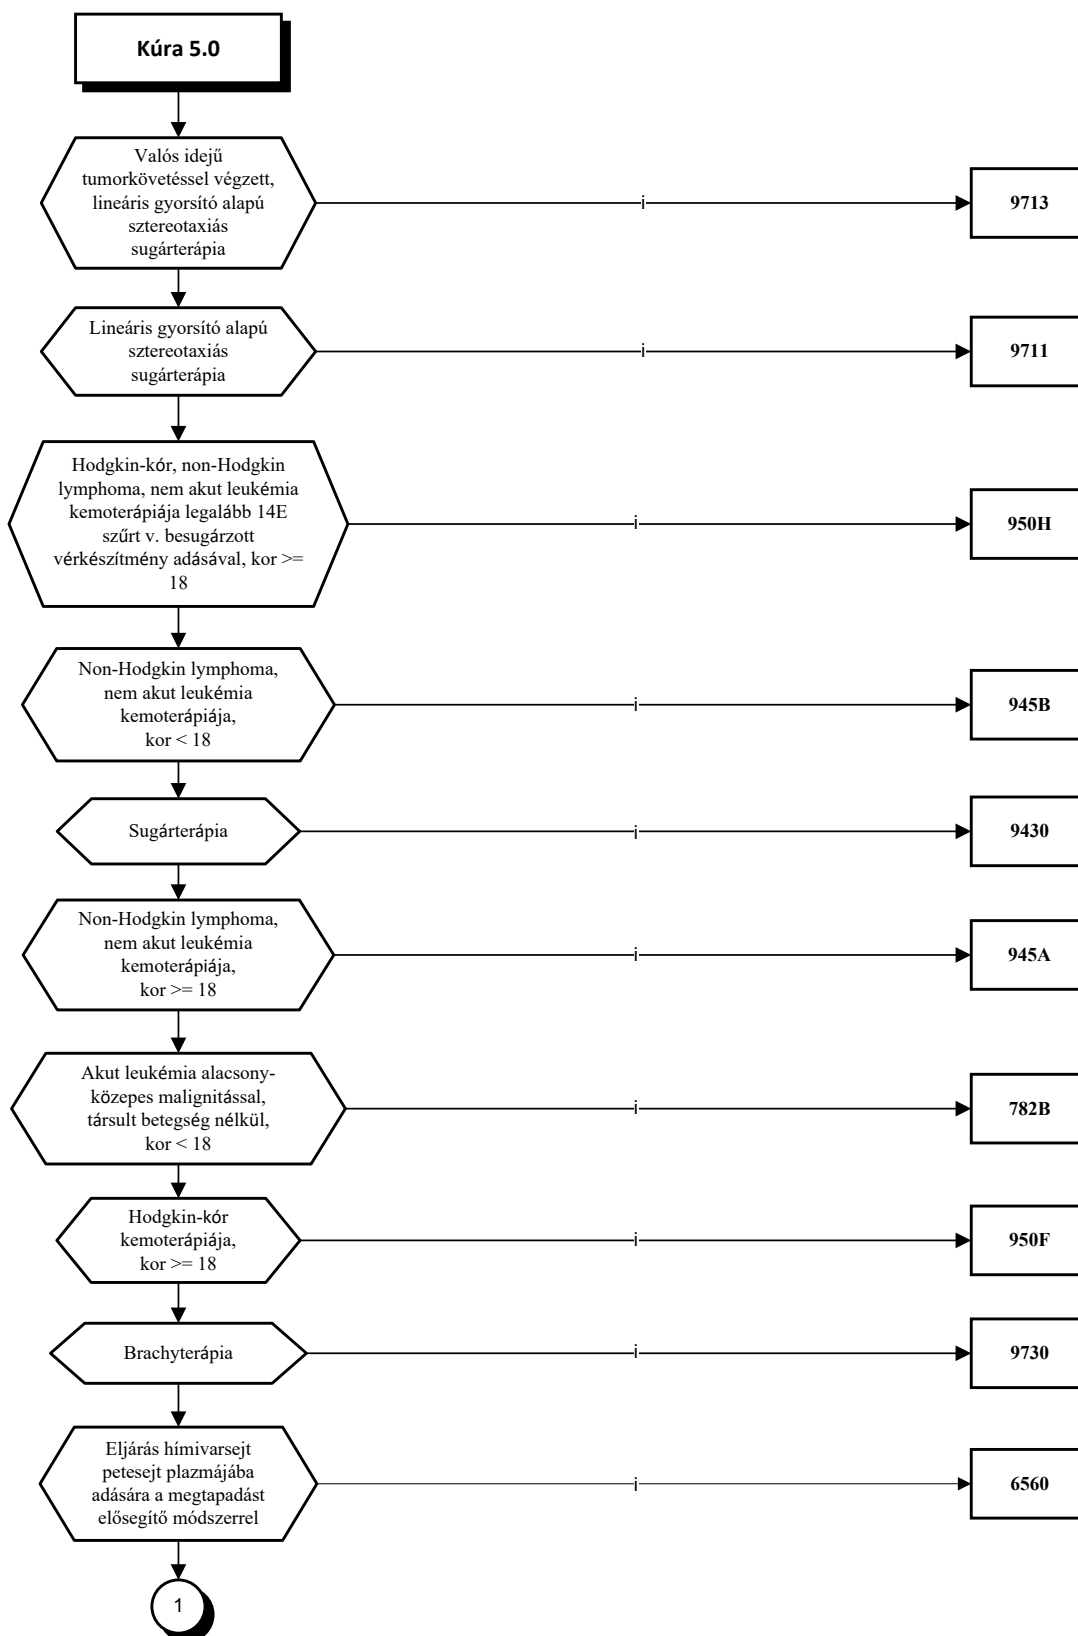 Kúra 5.0
Valós idejű
tumorkövetéssel végzett,
lineáris gyorsító alapú
sztereotaxiás
sugárterápia
i
9713
Lineáris gyorsító alapú
sztereotaxiás
sugárterápia
i
9711
Hodgkin-kór, non-Hodgkin
lymphoma, nem akut leukémia
kemoterápiája legalább 14E
szűrt v. besugárzott
vérkészítmény adásával, kor >=
18
i
950H
Non-Hodgkin lymphoma,
nem akut leukémia
kemoterápiája,
kor < 18
i
945B
Sugárterápia
i
9430
Non-Hodgkin lymphoma,
nem akut leukémia
kemoterápiája,
kor >= 18
i
945A
Akut leukémia alacsony-
közepes malignitással,
társult betegség nélkül,
kor < 18
i
782B
Hodgkin-kór
kemoterápiája,
kor >= 18
i
950F
Brachyterápia
i
9730
Eljárás hímivarsejt
petesejt plazmájába
adására a megtapadást
elősegítő módszerrel
i
6560
1